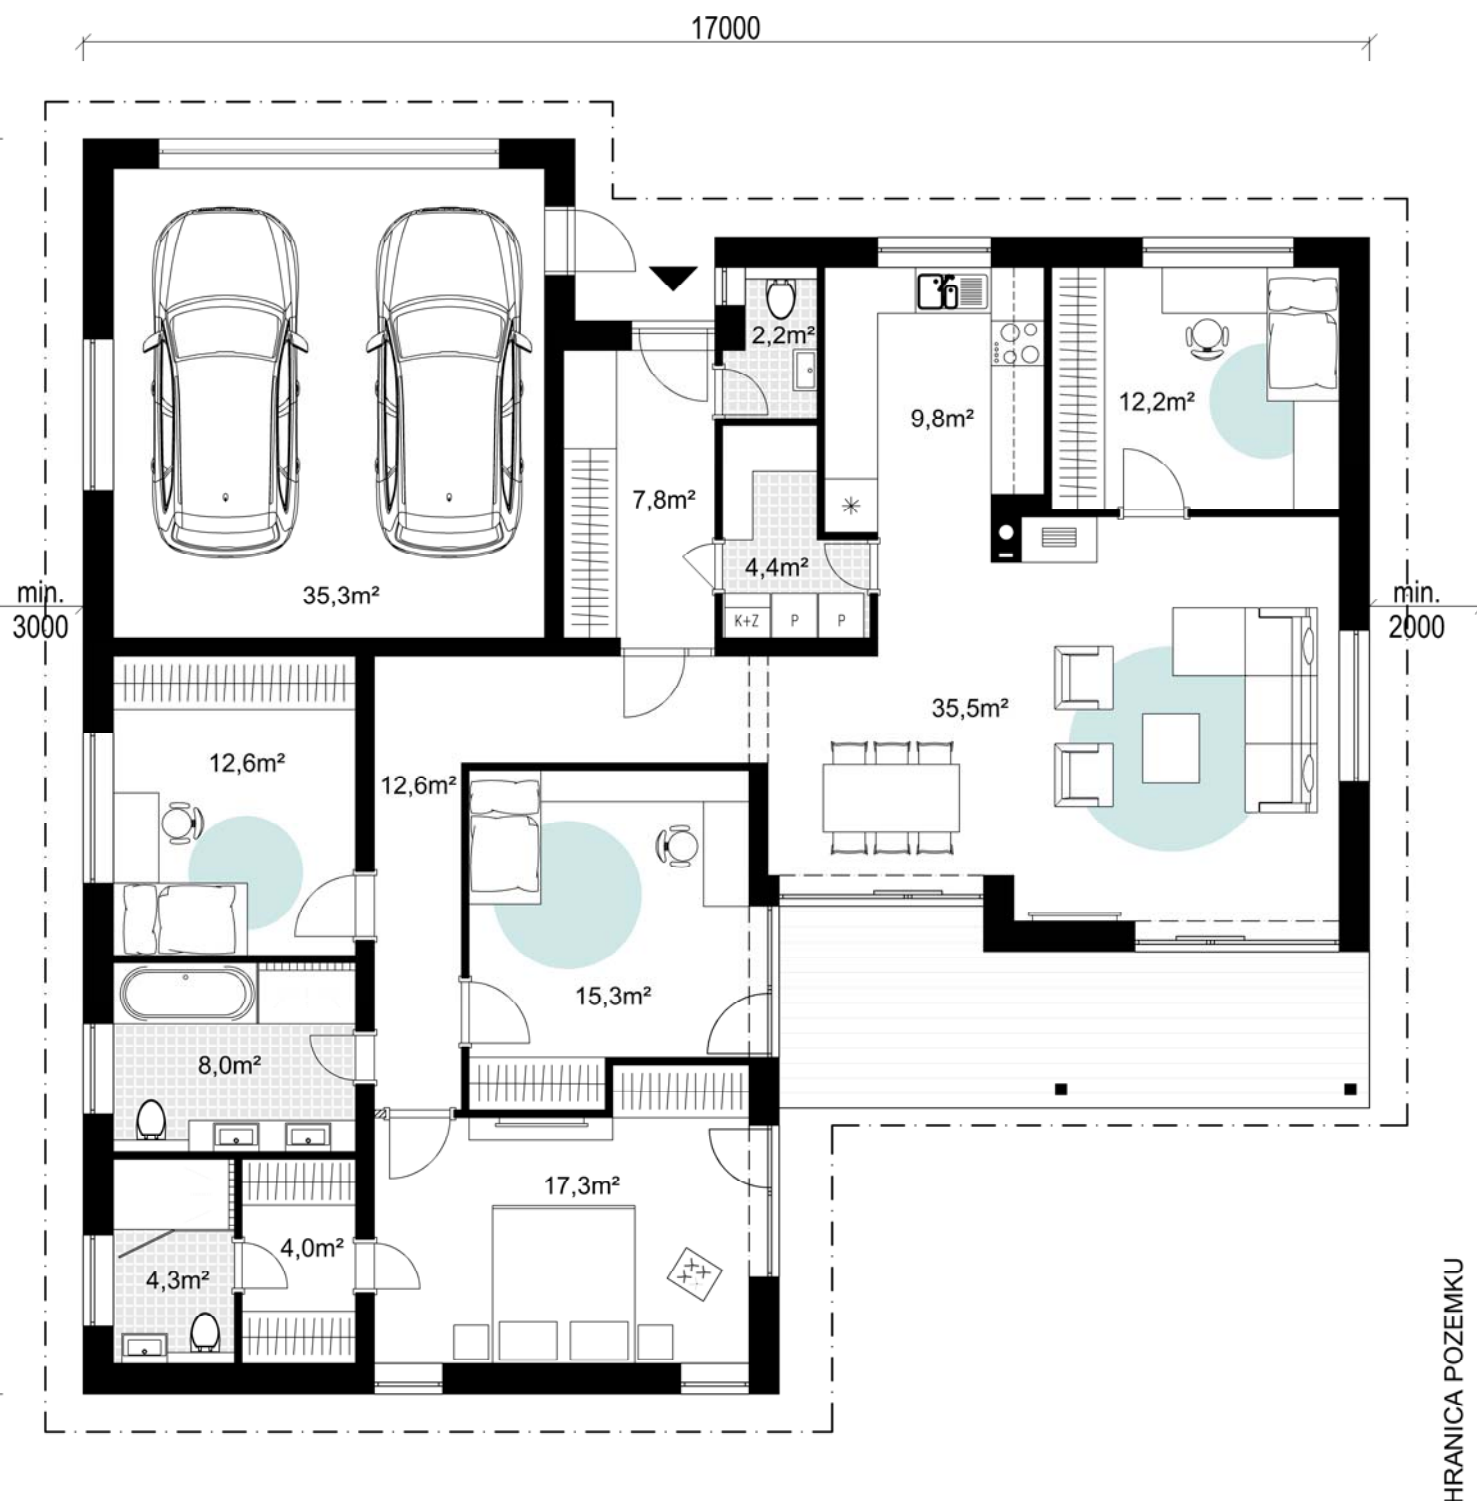 17000
2,2m²
9,8m²
12,2m²
7,8m²
4,4m²
35,3m²
min.
3000
min.
2000
K+Z
P
P
35,5m²
12,6m²
12,6m²
15,3m²
8,0m²
17,3m²
4,0m²
4,3m²
HRANICA POZEMKU